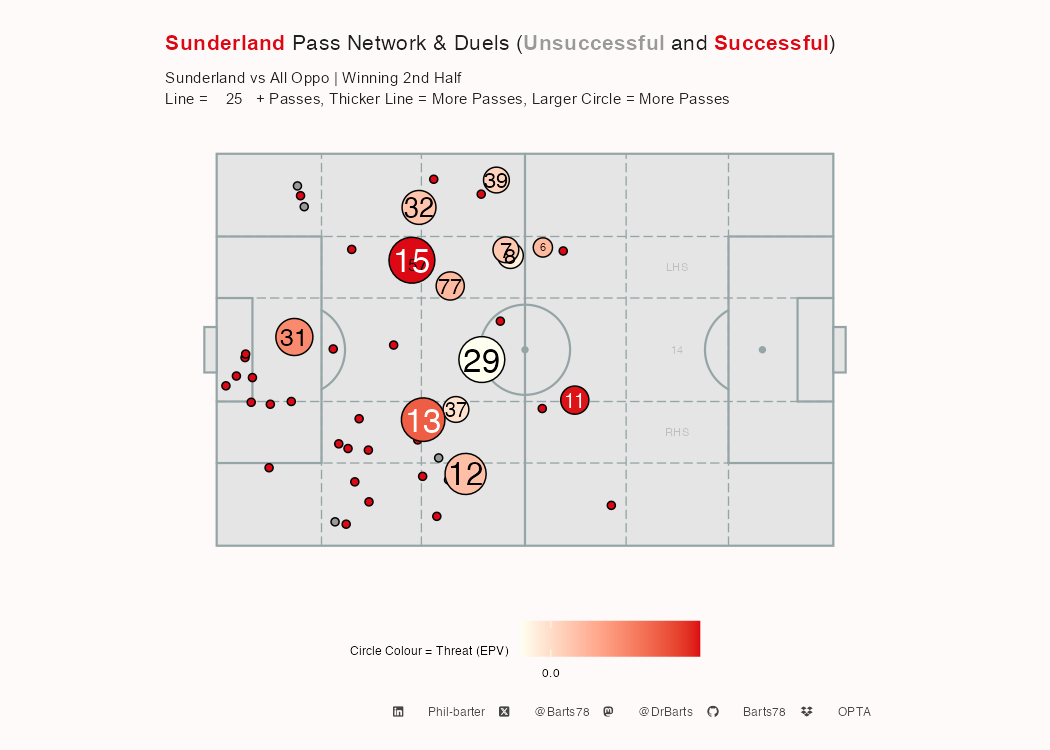 Sunderland Pass Network & Duels (Unsuccessful and Successful)
Sunderland vs All Oppo | Winning 2nd Half
Line = 25 + Passes, Thicker Line = More Passes, Larger Circle = More Passes
39
32
7
8
6
15
LHS
77
31
14
29
11
37
13
RHS
12
Circle Colour = Threat (EPV)
0.0
Phil-barter @Barts78 @DrBarts Barts78 OPTA